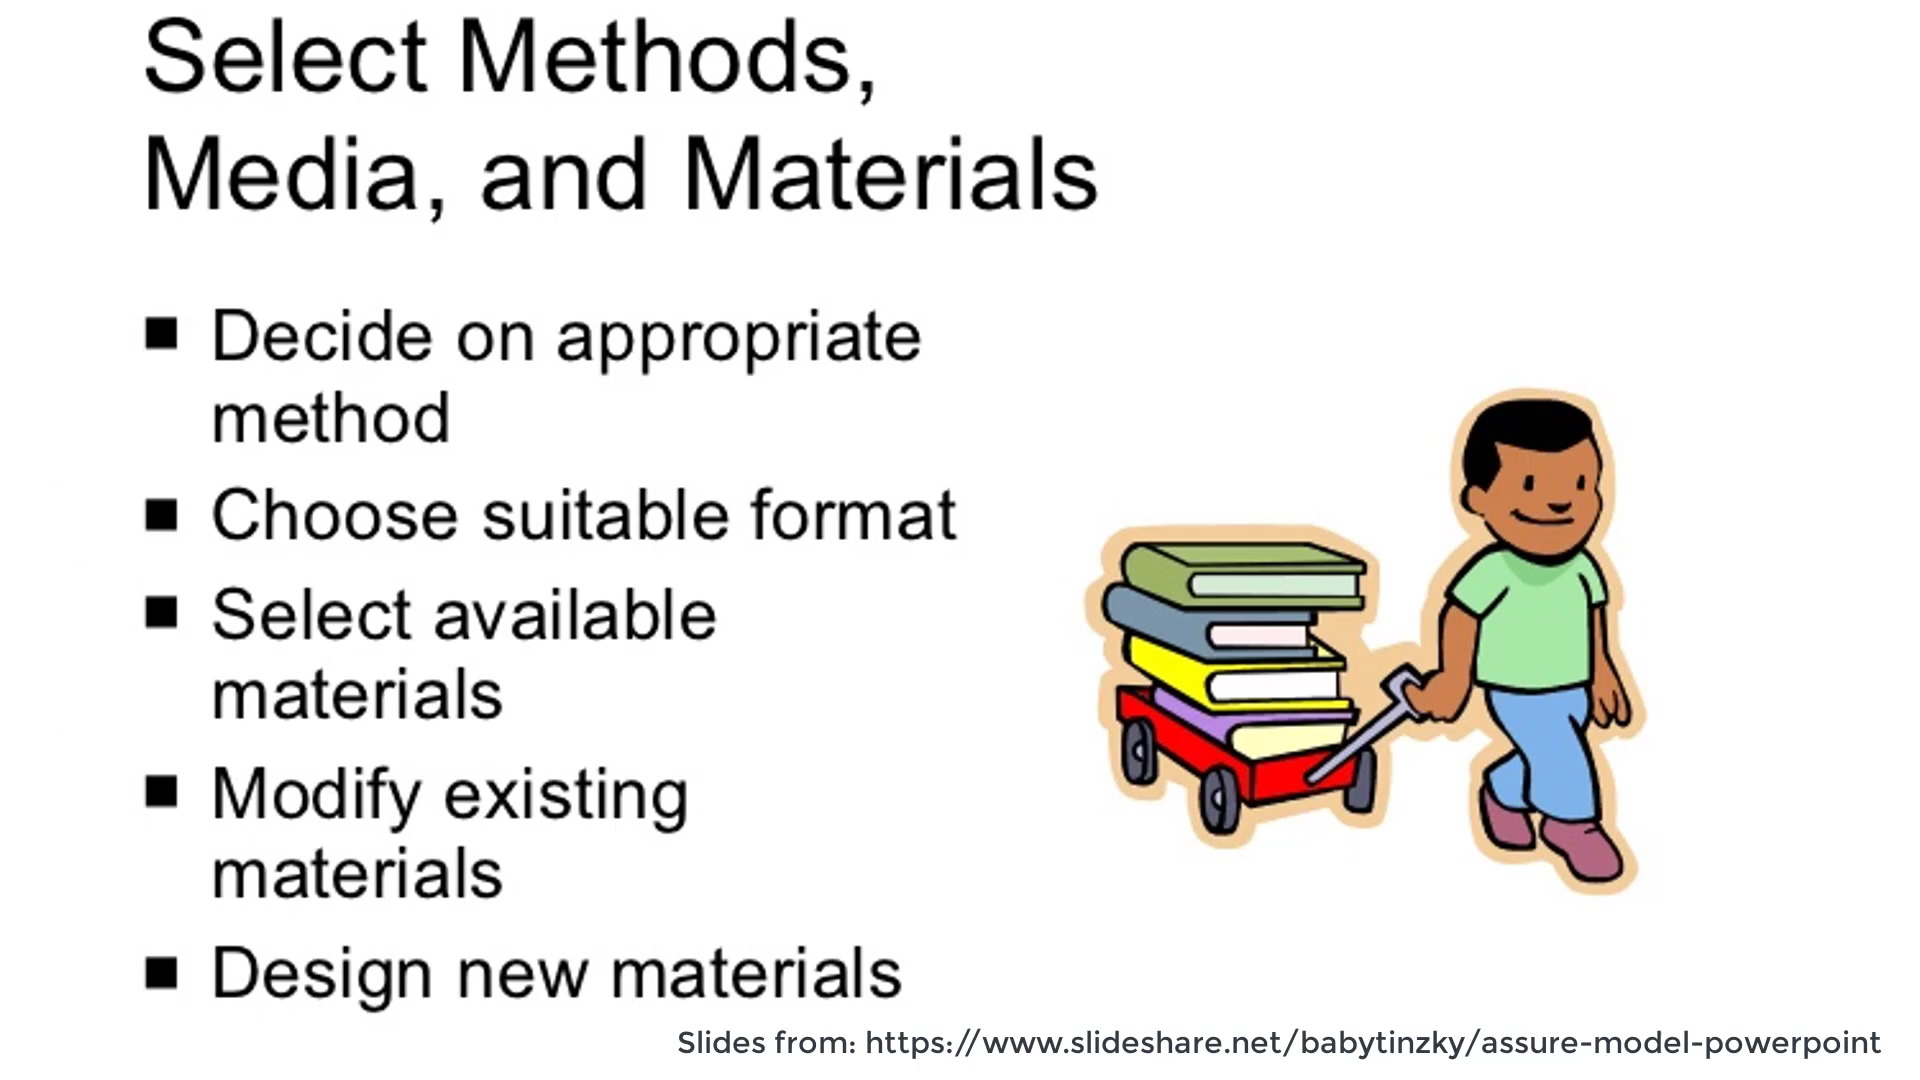 Select Methods,
Media, and Materials
■ Decide on appropriate
method
■ Choose suitable format
■ Select available
materials
■ Modify existing
materials
■ Design new materials
Slides from: https://www.slideshare.net/babytinzky/assure-model-powerpoint